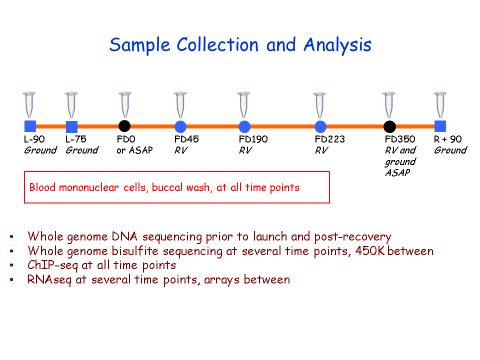 Sample Collection and Analysis
L-90 L-75 FD0 FD45 FD190 FD223 FD350 R + 90
Ground Ground or ASAP RV RV RV RV and Ground
ground
ASAP
Blood mononuclear cells, buccal wash, at all time points
• Whole genome DNA sequencing prior to launch and post-recovery
• Whole genome bisulfite sequencing at several time points, 450K between
• ChIP-seq at all time points
• RNAseq at several time points, arrays between